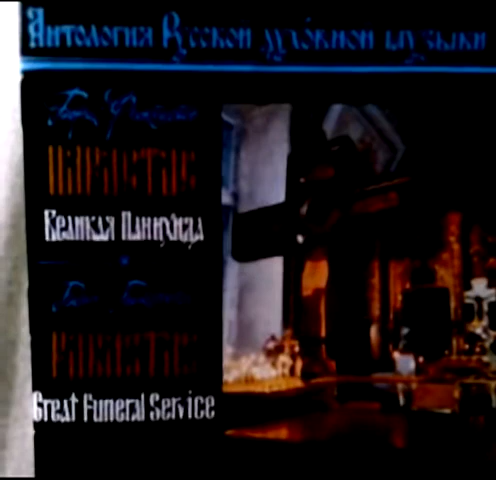 Антология Русской духовной музыки
ПАРАСТАС
Великая Панихида
PARASTAS
Great Funeral Service